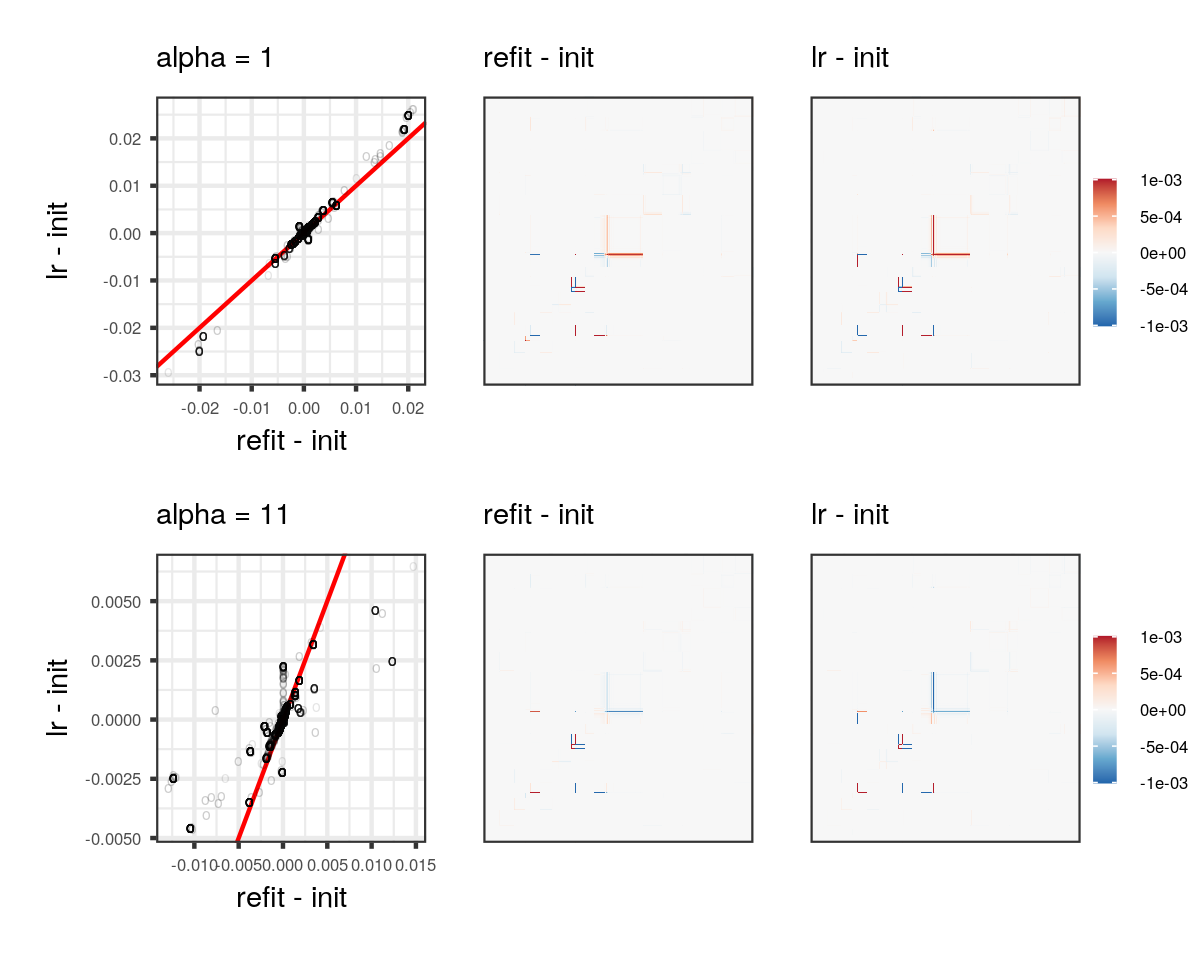 alpha = 1
refit - init
lr - init
lr - init
0.02
0.01
0.00
-0.01
-0.02
-0.03
-0.02
-0.01
0.00
0.01
0.02
refit - init
1e-03
5e-04
0e+00
-5e-04
-1e-03
alpha = 11
refit - init
lr - init
lr - init
0.0050
0.0025
0.0000
-0.0025
-0.0050
-0.010
-0.005
0.000
0.005
0.010
0.015
refit - init
1e-03
5e-04
0e+00
-5e-04
-1e-03